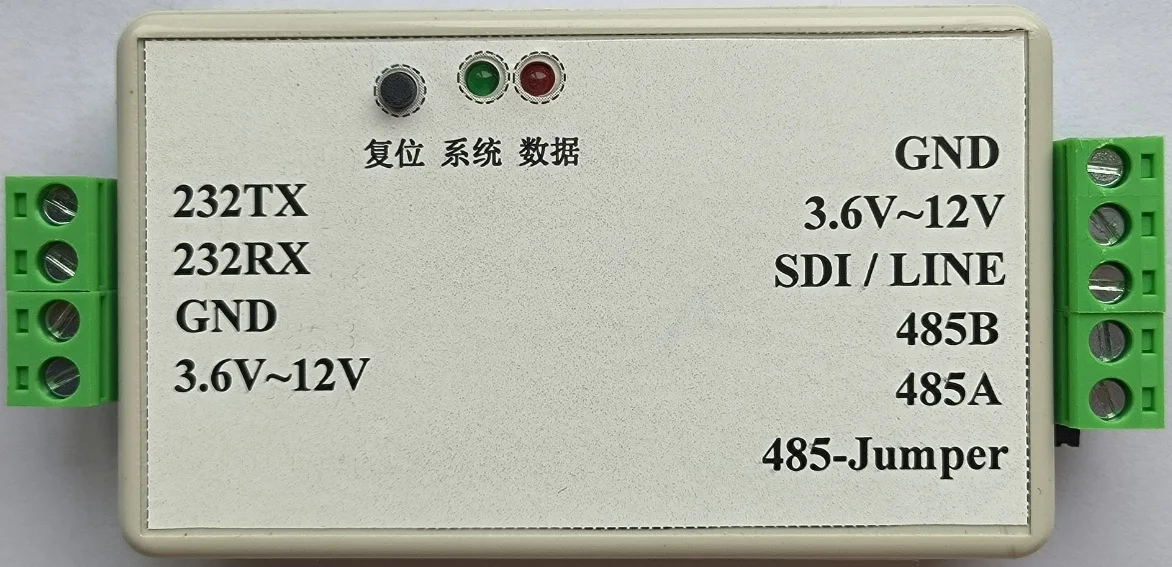 复位 系统 数据
232TX
232RX
GND
3.6V~12V
GND
3.6V~12V
SDI / LINE
485B
485A
485-Jumper